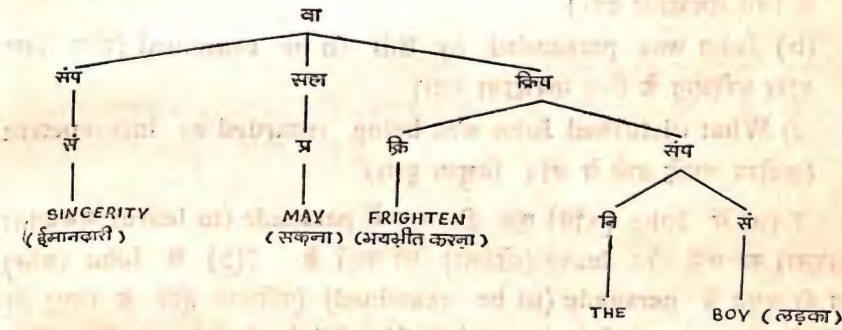 वा
संप सहा क्रिप
सं प्र क्रि संप
SINCERITY MAY FRIGHTEN नि सं
(ईमानदारी) (सकना) (भयभीत करना)
THE BOY (लड़का)